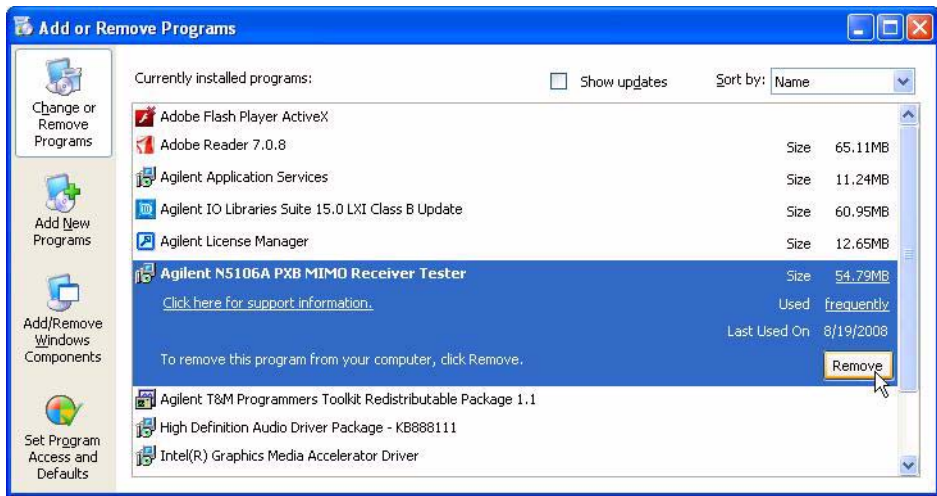 Add or Remove Programs
Change or
Remove
Programs
Add New
Programs
Add/Remove
Windows
Components
Set Program
Access and
Defaults
Currently installed programs:
Show updates
Sort by: Name
Adobe Flash Player ActiveX
Adobe Reader 7.0.8 Size 65.11MB
Agilent Application Services Size 11.24MB
Agilent IO Libraries Suite 15.0 LXI Class B Update Size 60.95MB
Agilent License Manager Size 12.65MB
Agilent N5106A PXB MIMO Receiver Tester Size 54.79MB
Click here for support information. Used frequently
Last Used On 8/19/2008
To remove this program from your computer, click Remove. Remove
Agilent T&M Programmers Toolkit Redistributable Package 1.1
High Definition Audio Driver Package - KB888111
Intel(R) Graphics Media Accelerator Driver